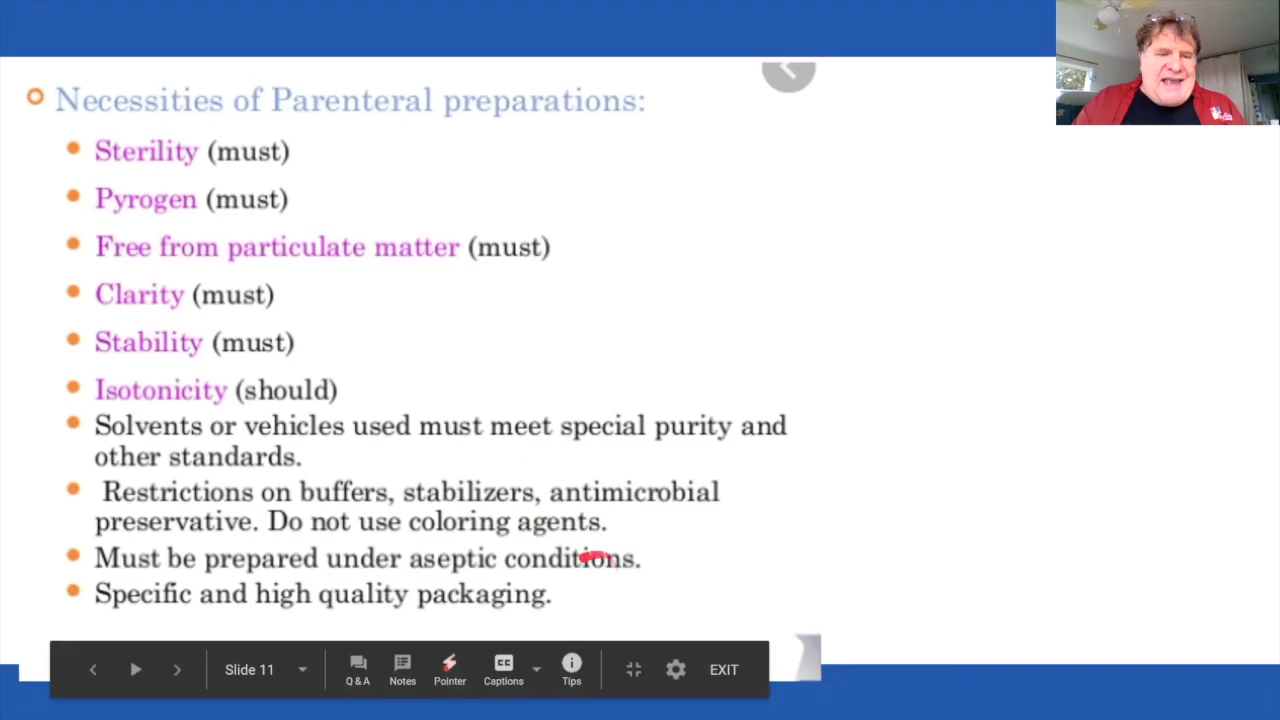 Necessities of Parenteral preparations:
Sterility (must)
Pyrogen (must)
Free from particulate matter (must)
Clarity (must)
Stability (must)
Isotonicity (should)
Solvents or vehicles used must meet special purity and
other standards.
Restrictions on buffers, stabilizers, antimicrobial
preservative. Do not use coloring agents.
Must be prepared under aseptic conditions.
Specific and high quality packaging.
Slide 11
Q & A
Notes
Pointer
CC
Captions
Tips
EXIT